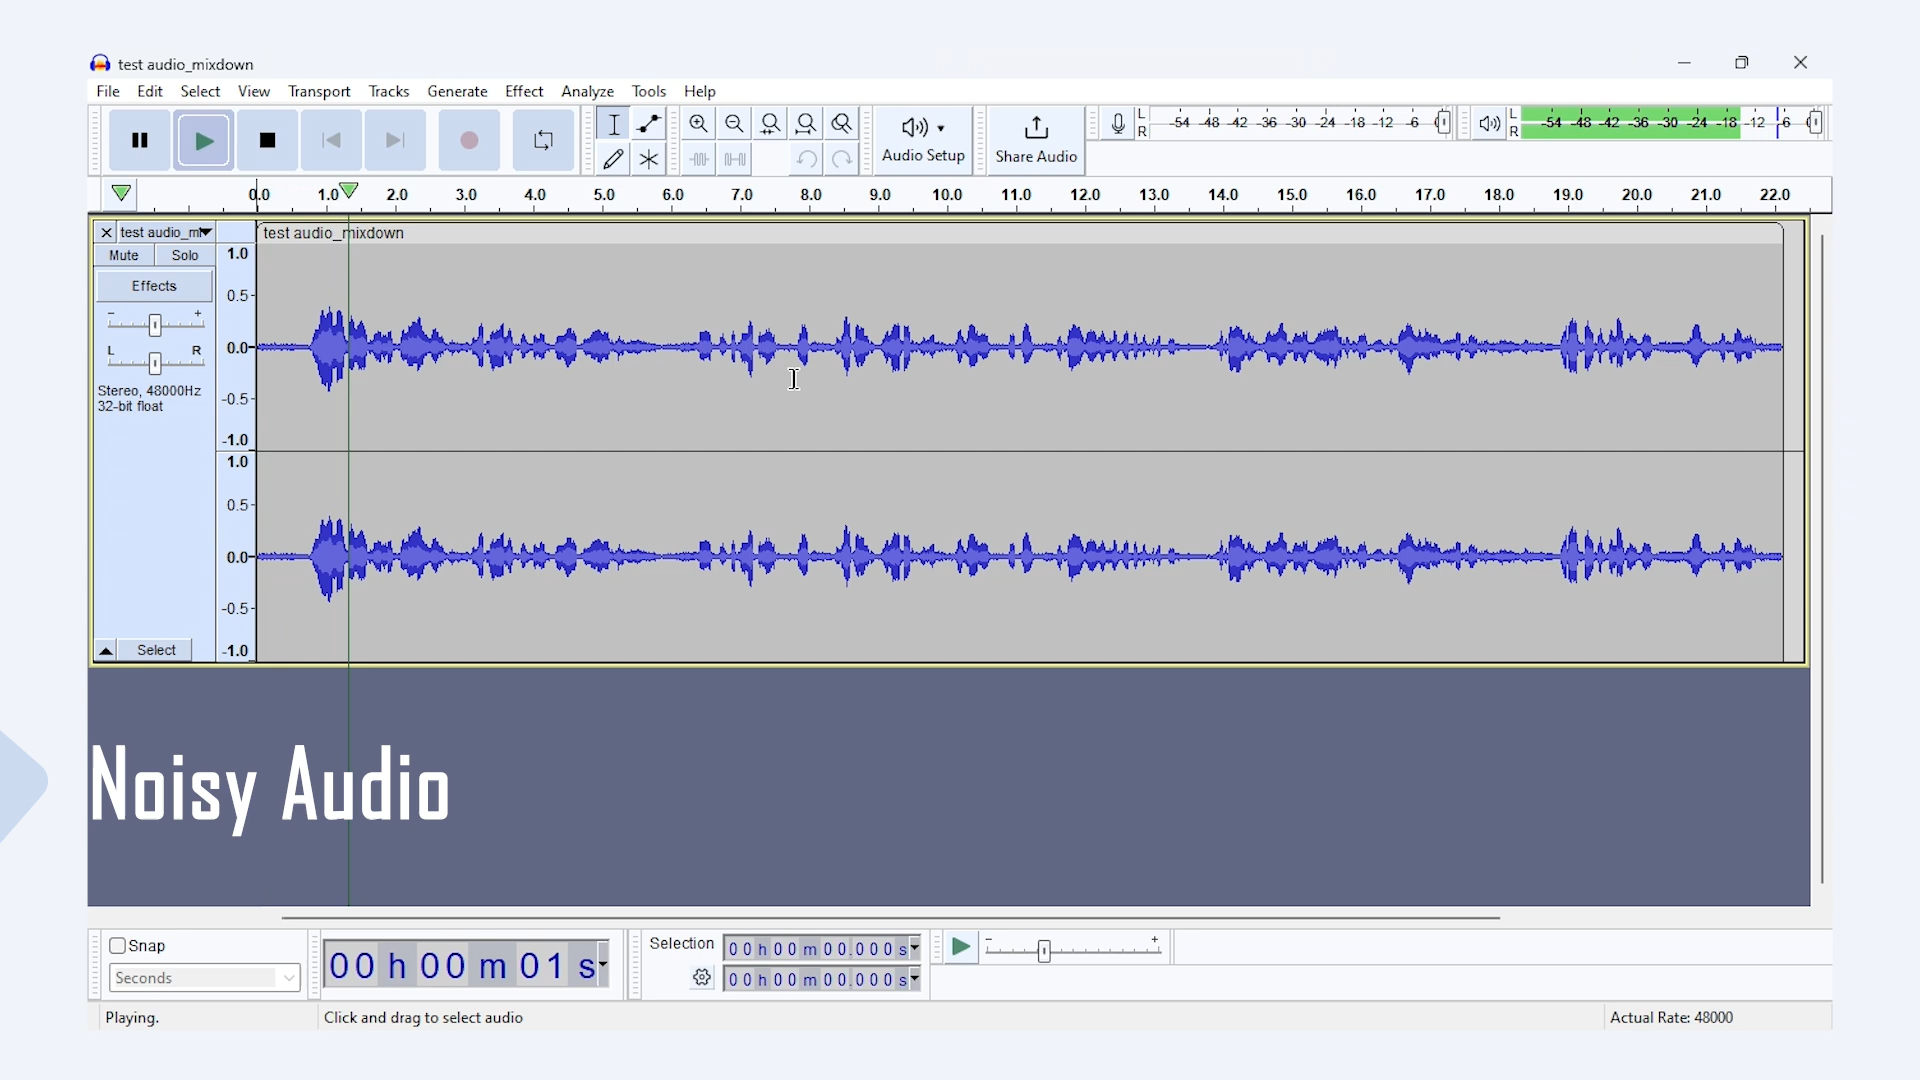 test audio_mixdown
File Edit Select View Transport Tracks Generate Effect Analyze Tools Help
Audio Setup
Share Audio
L R -54 -48 -42 -36 -30 -24 -18 -12 -6
L R -54 -48 -42 -36 -30 -24 -18 -12 -6
0.0 1.0 2.0 3.0 4.0 5.0 6.0 7.0 8.0 9.0 10.0 11.0 12.0 13.0 14.0 15.0 16.0 17.0 18.0 19.0 20.0 21.0 22.0
test audio_m
test audio_mixdown
Mute Solo
Effects
- +
L R
Stereo, 48000Hz
32-bit float
1.0
0.5
0.0
-0.5
-1.0
1.0
0.5
0.0
-0.5
-1.0
Select
Noisy Audio
Snap
Seconds
00 h 00 m 01 s
Selection
00 h 00 m 00.000 s
00 h 00 m 00.000 s
- +
Playing.
Click and drag to select audio
Actual Rate: 48000